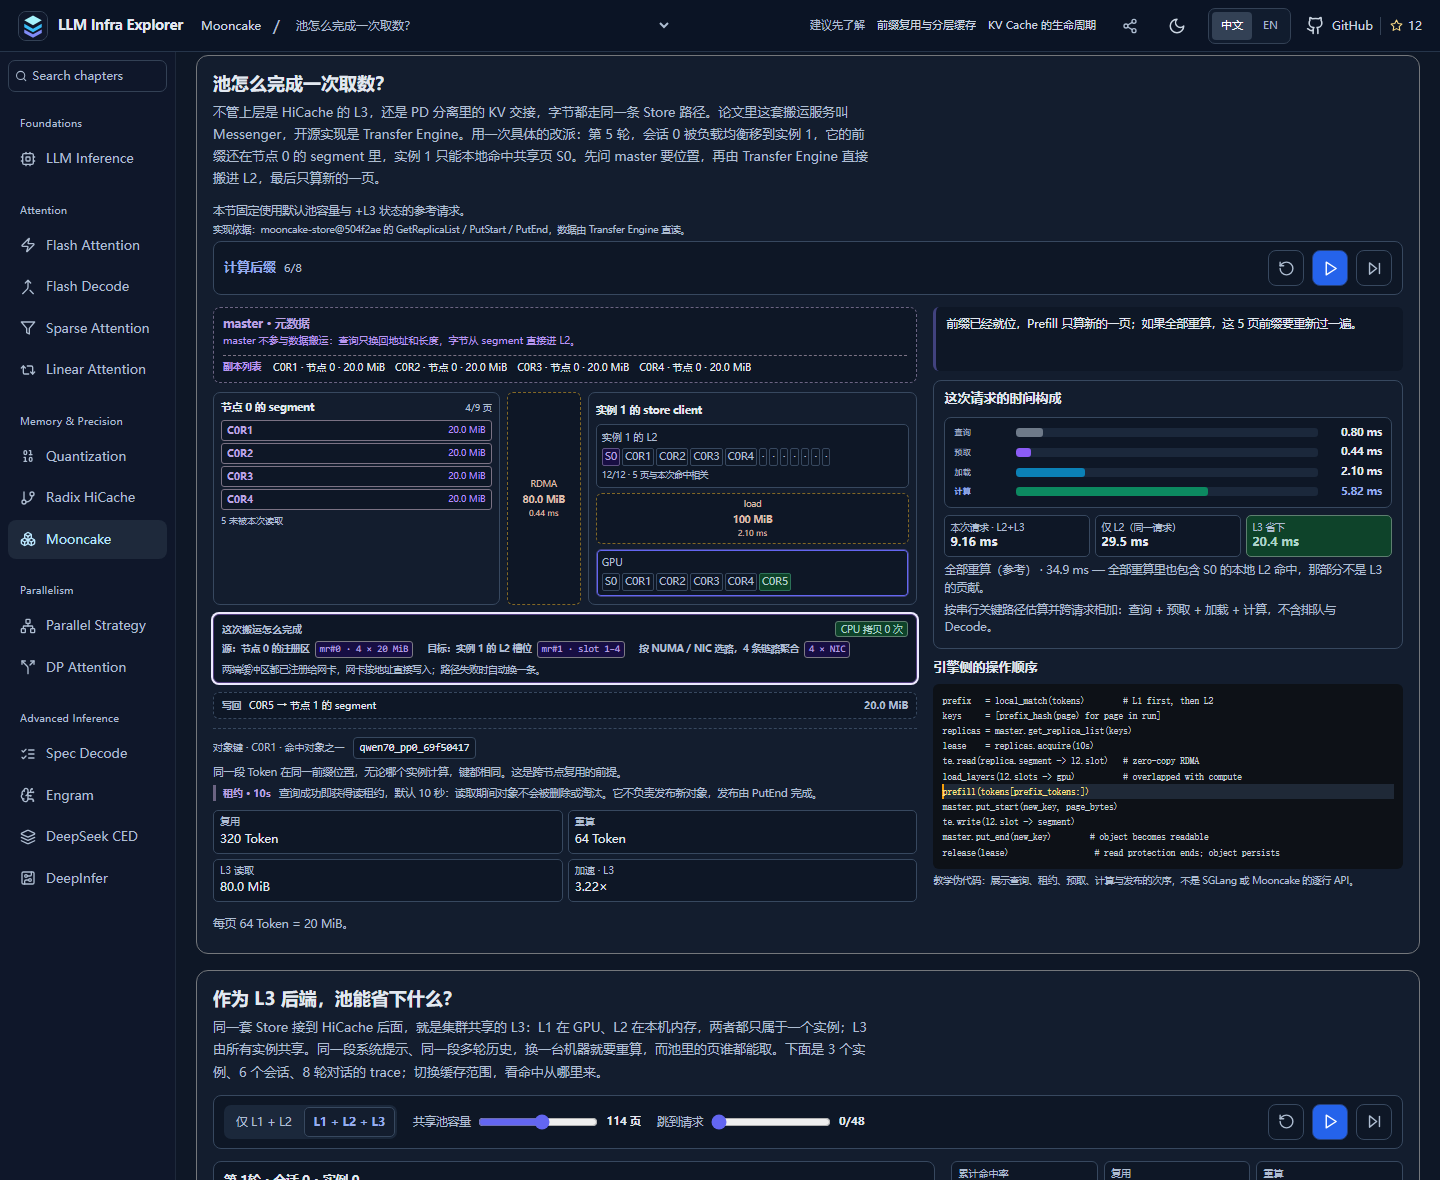 LLM Infra Explorer
Mooncake / 池怎么完成一次取数？
建议先了解 前缀复用与分层缓存 KV Cache 的生命周期
中文 EN
GitHub 12
Search chapters
Foundations
LLM Inference
Attention
Flash Attention
Flash Decode
Sparse Attention
Linear Attention
Memory & Precision
Quantization
Radix HiCache
Mooncake
Parallelism
Parallel Strategy
DP Attention
Advanced Inference
Spec Decode
Engram
DeepSeek CED
DeepInfer
池怎么完成一次取数？
不管上层是 HiCache 的 L3，还是 PD 分离里的 KV 交接，字节都走同一条 Store 路径。论文里这套搬运服务叫
Messenger，开源实现是 Transfer Engine。用一次具体的改派：第 5 轮，会话 0 被负载均衡移到实例 1，它的前
缀还在节点 0 的 segment 里，实例 1 只能本地命中共享页 S0。先问 master 要位置，再由 Transfer Engine 直接
搬进 L2，最后只算新的一页。
本节固定使用默认池容量与 +L3 状态的参考请求。
实现依据：mooncake-store@504f2ae 的 GetReplicaList / PutStart / PutEnd，数据由 Transfer Engine 直读。
计算后缀 6/8
master · 元数据
master 不参与数据搬运：查询只换回地址和长度，字节从 segment 直接进 L2。
副本列表 C0R1 · 节点 0 · 20.0 MiB C0R2 · 节点 0 · 20.0 MiB C0R3 · 节点 0 · 20.0 MiB C0R4 · 节点 0 · 20.0 MiB
节点 0 的 segment 4/9 页
C0R1 20.0 MiB
C0R2 20.0 MiB
C0R3 20.0 MiB
C0R4 20.0 MiB
5 未被本次读取
RDMA
80.0 MiB
0.44 ms
实例 1 的 store client
实例 1 的 L2
S0 C0R1 C0R2 C0R3 C0R4 · · · · · · ·
12/12 · 5 页与本次命中相关
load
100 MiB
2.10 ms
GPU
S0 C0R1 C0R2 C0R3 C0R4 C0R5
这次搬运怎么完成 CPU 拷贝 0 次
源：节点 0 的注册区 mr#0 · 4 × 20 MiB 目标：实例 1 的 L2 槽位 mr#1 · slot 1–4 按 NUMA / NIC 选路，4 条链路聚合 4 × NIC
两端缓冲区都已注册给网卡，网卡按地址直接写入；路径失败时自动换一条。
写回 C0R5 → 节点 1 的 segment 20.0 MiB
对象键 · C0R1 · 命中对象之一 qwen70_pp0_69f50417
同一段 Token 在同一前缀位置，无论哪个实例计算，键都相同。这是跨节点复用的前提。
租约 · 10s 查询成功即获得读租约，默认 10 秒：读取期间对象不会被删除或淘汰。它不负责发布新对象，发布由 PutEnd 完成。
复用
320 Token
重算
64 Token
L3 读取
80.0 MiB
加速 · L3
3.22×
每页 64 Token = 20 MiB。
前缀已经就位，Prefill 只算新的一页；如果全部重算，这 5 页前缀要重新过一遍。
这次请求的时间构成
查询 0.80 ms
预取 0.44 ms
加载 2.10 ms
计算 5.82 ms
本次请求 · L2+L3
9.16 ms
仅 L2（同一请求）
29.5 ms
L3 省下
20.4 ms
全部重算（参考） · 34.9 ms — 全部重算里也包含 S0 的本地 L2 命中，那部分不是 L3
的贡献。
按串行关键路径估算并跨请求相加：查询 + 预取 + 加载 + 计算，不含排队与
Decode。
引擎侧的操作顺序
prefix = local_match(tokens) # L1 first, then L2
keys = [prefix_hash(page) for page in run]
replicas = master.get_replica_list(keys)
lease = replicas.acquire(10s)
te.read(replica.segment -> l2.slot) # zero-copy RDMA
load_layers(l2.slots -> gpu) # overlapped with compute
prefill(tokens[prefix_tokens:])
master.put_start(new_key, page_bytes)
te.write(l2.slot -> segment)
master.put_end(new_key) # object becomes readable
release(lease) # read protection ends; object persists
教学伪代码：展示查询、租约、预取、计算与发布的次序，不是 SGLang 或 Mooncake 的逐行 API。
作为 L3 后端，池能省下什么？
同一套 Store 接到 HiCache 后面，就是集群共享的 L3：L1 在 GPU、L2 在本机内存，两者都只属于一个实例；L3
由所有实例共享。同一段系统提示、同一段多轮历史，换一台机器就要重算，而池里的页谁都能取。下面是 3 个实
例、6 个会话、8 轮对话的 trace；切换缓存范围，看命中从哪里来。
仅 L1 + L2 L1 + L2 + L3 共享池容量 114 页 跳到请求 0/48
第 1轮 · 会话 0 · 实例 0
累计命中率 复用 重算